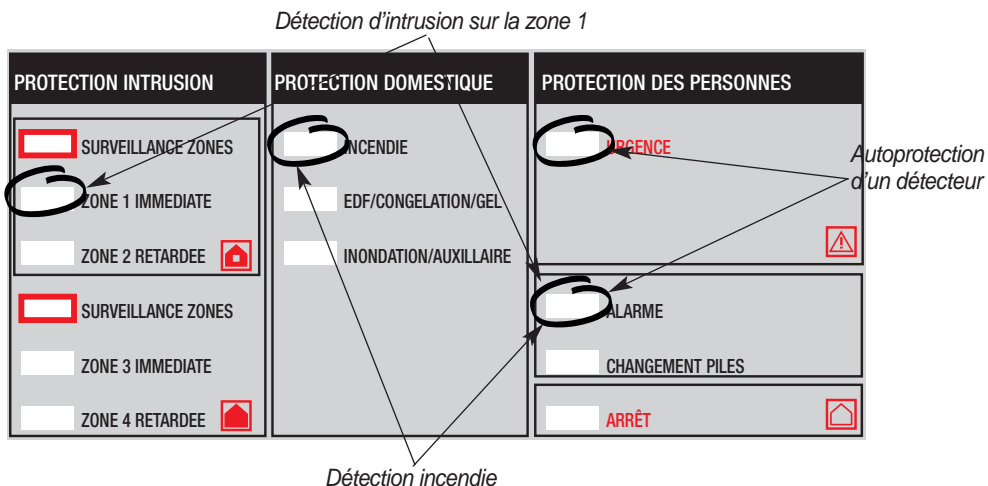 Détection d'intrusion sur la zone 1
PROTECTION INTRUSION
SURVEILLANCE ZONES
ZONE 1 IMMEDIATE
ZONE 2 RETARDEE
SURVEILLANCE ZONES
ZONE 3 IMMEDIATE
ZONE 4 RETARDEE
PROTECTION DOMESTIQUE
INCENDIE
EDF/CONGELATION/GEL
INONDATION/AUXILLAIRE
PROTECTION DES PERSONNES
URGENCE
ALARME
CHANGEMENT PILES
ARRÊT
Autoprotection
d'un détecteur
Détection incendie